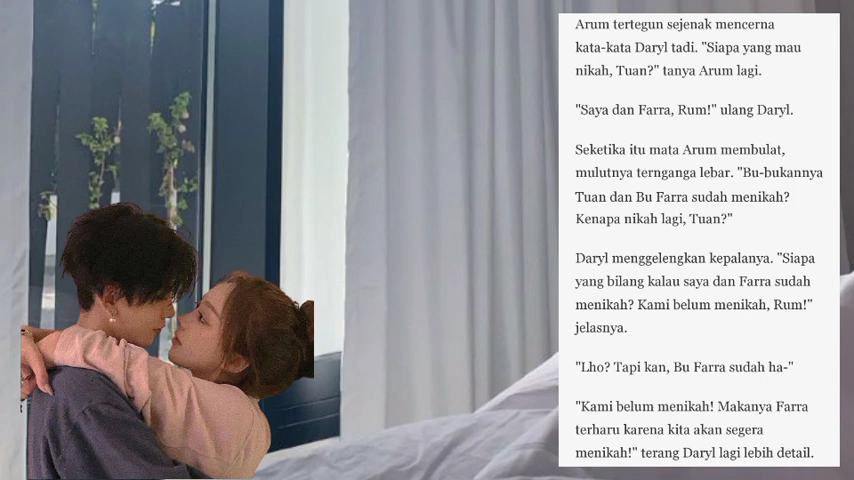 Arum tertegun sejenak mencerna
kata-kata Daryl tadi. "Siapa yang mau
nikah, Tuan?" tanya Arum lagi.
"Saya dan Farra, Rum!" ulang Daryl.
Seketika itu mata Arum membulat,
mulutnya ternganga lebar. "Bu-bukannya
Tuan dan Bu Farra sudah menikah?
Kenapa nikah lagi, Tuan?"
Daryl menggelengkan kepalanya. "Siapa
yang bilang kalau saya dan Farra sudah
menikah? Kami belum menikah, Rum!"
jelasnya.
"Lho? Tapi kan, Bu Farra sudah ha-"
"Kami belum menikah! Makanya Farra
terharu karena kita akan segera
menikah!" terang Daryl lagi lebih detail.